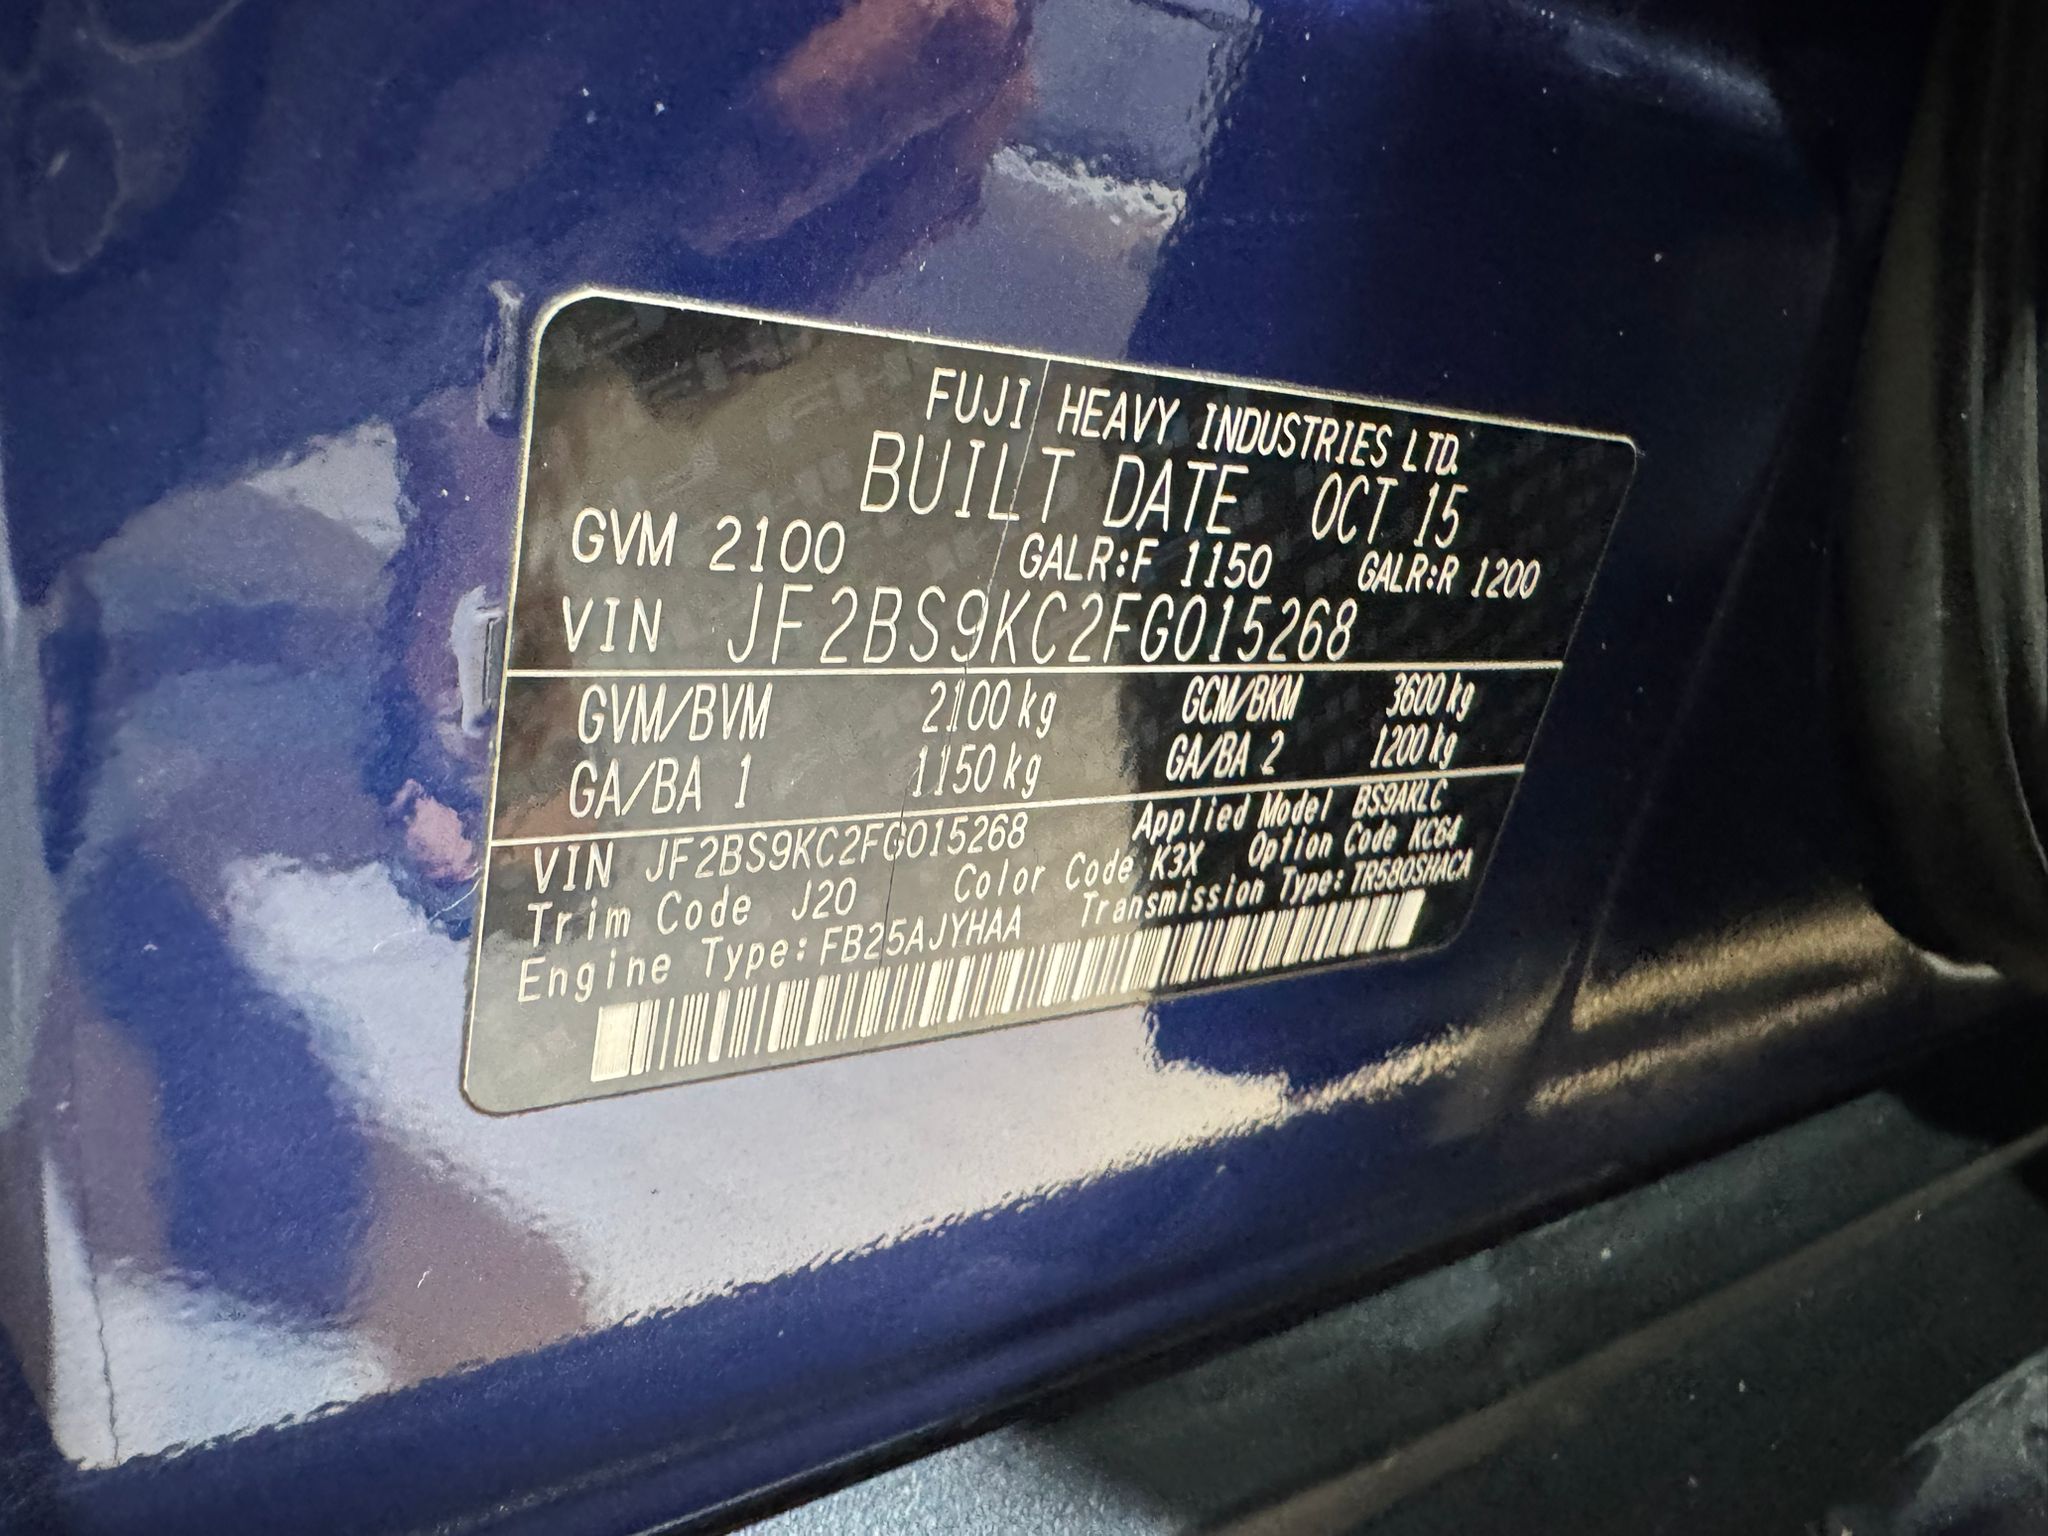 FUJI HEAVY INDUSTRIES LTD.
BUILT DATE OCT 15
GVM 2100 GALR:F 1150 GALR:R 1200
VIN JF2BS9KC2FG015268
GVM/BVM 2100 kg GCM/BKM 3600 kg
GA/BA 1 1150 kg GA/BA 2 1200 kg
VIN JF2BS9KC2FG015268 Applied Model BS9AKLC
Trim Code J20 Color Code K3X Option Code KC64
Engine Type: FB25AJYHAA Transmission Type: TR580SHACA